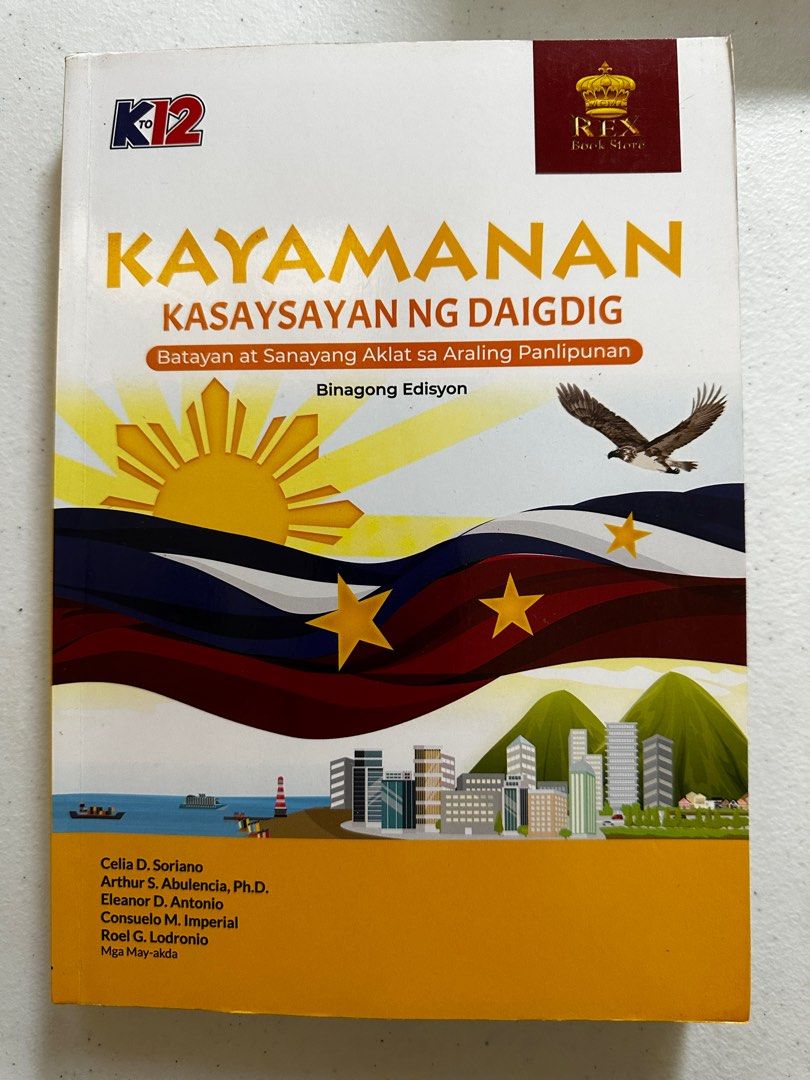 K TO 12
REX
Book Store
KAYAMANAN
KASAYSAYAN NG DAIGDIG
Batayan at Sanayang Aklat sa Araling Panlipunan
Binagong Edisyon
Celia D. Soriano
Arthur S. Abulencia, Ph.D.
Eleanor D. Antonio
Consuelo M. Imperial
Roel G. Lodronio
Mga May-akda